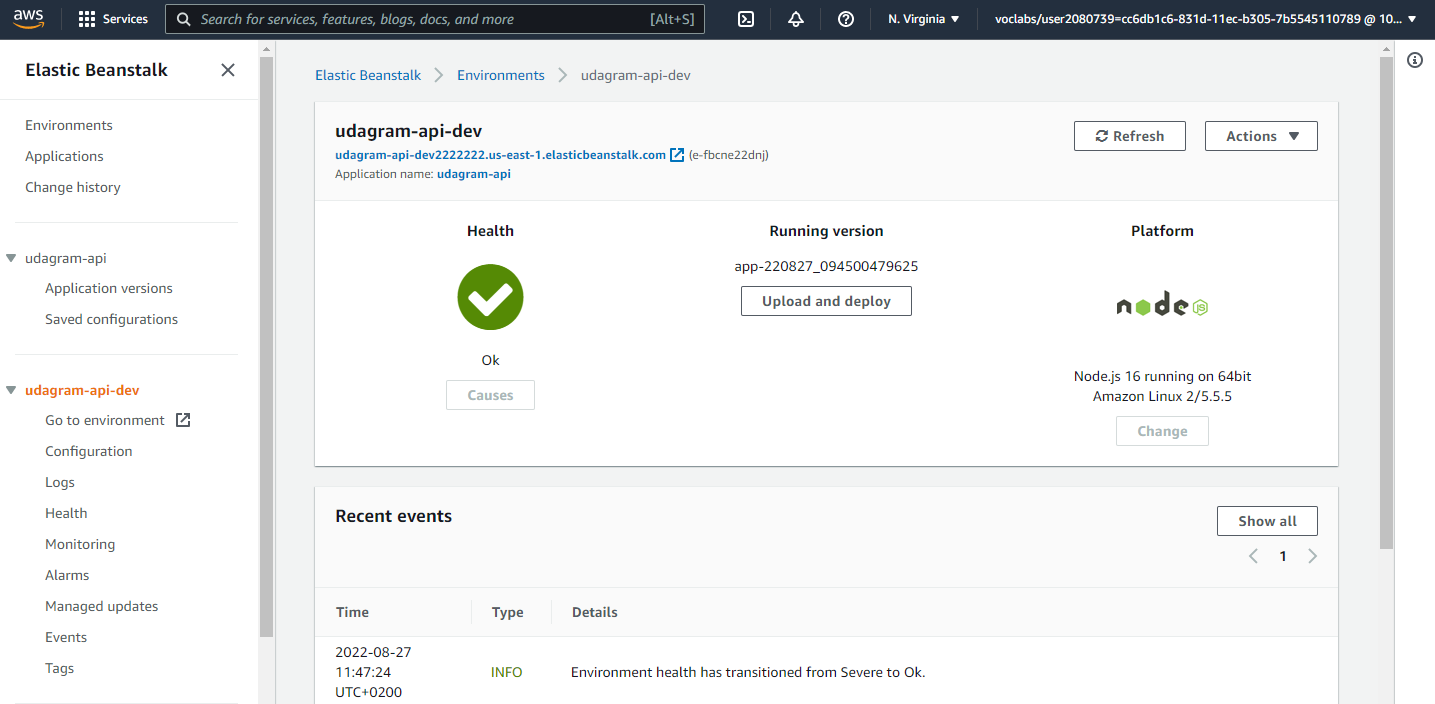 aws
Services
Search for services, features, blogs, docs, and more
[Alt+S]
N. Virginia
voclabs/user2080739=cc6db1c6-831d-11ec-b305-7b5545110789 @ 10...
Elastic Beanstalk
Environments
Applications
Change history
udagram-api
Application versions
Saved configurations
udagram-api-dev
Go to environment
Configuration
Logs
Health
Monitoring
Alarms
Managed updates
Events
Tags
Elastic Beanstalk
Environments
udagram-api-dev
udagram-api-dev
udagram-api-dev2222222.us-east-1.elasticbeanstalk.com (e-fbcne22dnj)
Application name: udagram-api
Refresh
Actions
Health
Ok
Causes
Running version
app-220827_094500479625
Upload and deploy
Platform
node JS
Node.js 16 running on 64bit
Amazon Linux 2/5.5.5
Change
Recent events
Show all
1
Time
Type
Details
2022-08-27
11:47:24
UTC+0200
INFO
Environment health has transitioned from Severe to Ok.